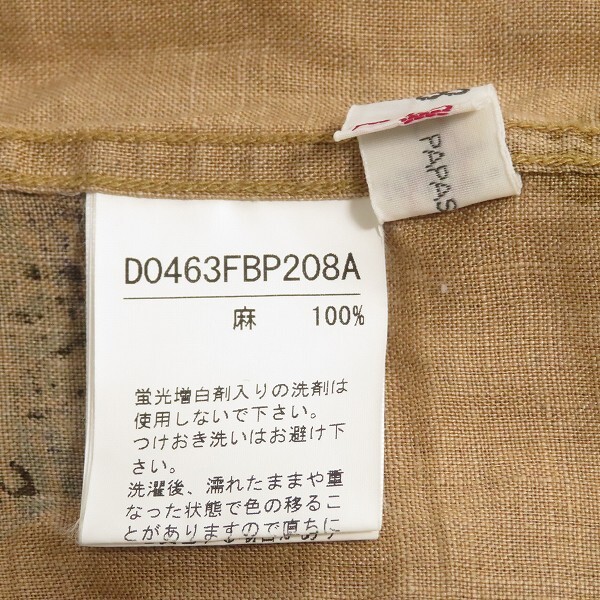 PAPAS
DO463FBP208A
麻 100%
蛍光増白剤入りの洗剤は
使用しないで下さい。
つけおき洗いはお避け下
さい。
洗濯後、濡れたままや重
なった状態で色の移るこ
とがありますので直ちに